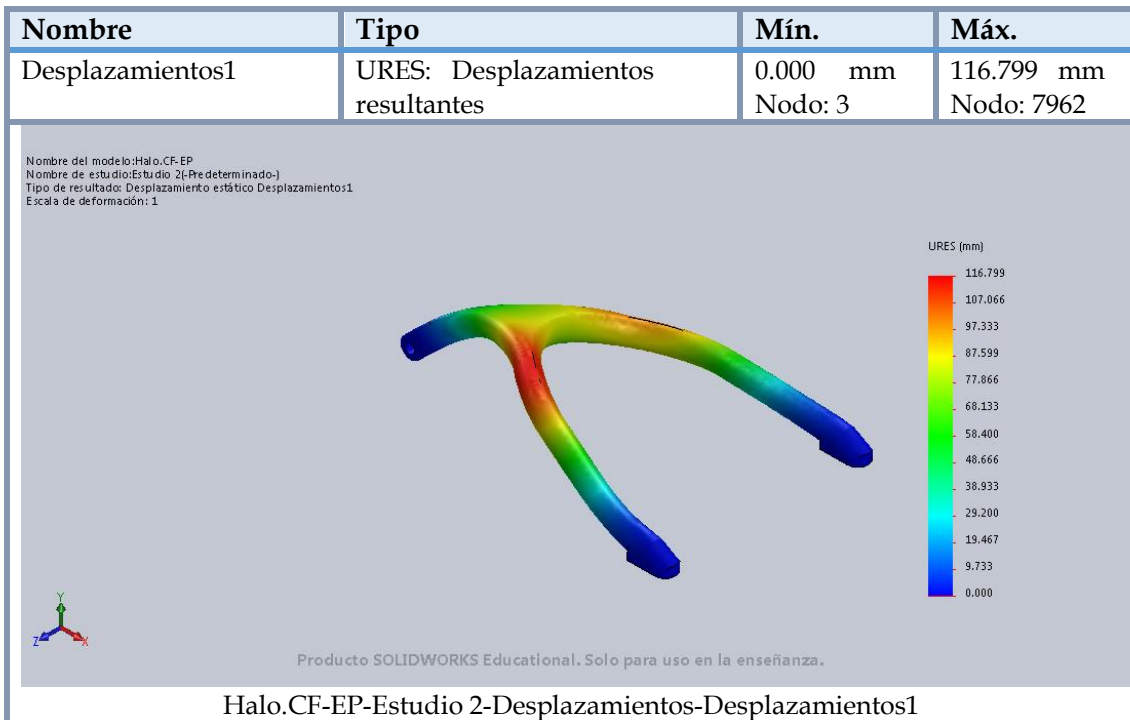 Nombre Tipo Mín. Máx.
Desplazamientos1 URES: Desplazamientos 0.000 mm 116.799 mm
resultantes Nodo: 3 Nodo: 7962
Nombre del modelo:Halo.CF-EP
Nombre de estudio:Estudio 2(-Predeterminado-)
Tipo de resultado: Desplazamiento estático Desplazamientos1
Escala de deformación: 1
URES (mm)
116.799
107.066
97.333
87.599
77.866
68.133
58.400
48.666
38.933
29.200
19.467
9.733
0.000
Y
Z X
Producto SOLIDWORKS Educational. Solo para uso en la enseñanza.
Halo.CF-EP-Estudio 2-Desplazamientos-Desplazamientos1